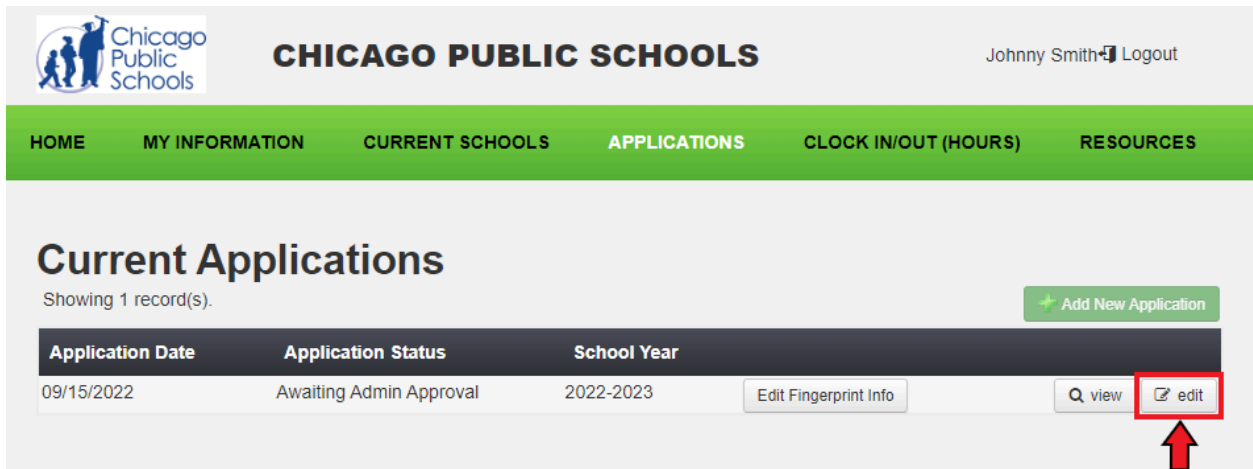 Chicago
Public
Schools
CHICAGO PUBLIC SCHOOLS
Johnny Smith Logout
HOME MY INFORMATION CURRENT SCHOOLS APPLICATIONS CLOCK IN/OUT (HOURS) RESOURCES
Current Applications
Showing 1 record(s).
Add New Application
Application Date Application Status School Year
09/15/2022 Awaiting Admin Approval 2022-2023 Edit Fingerprint Info view edit